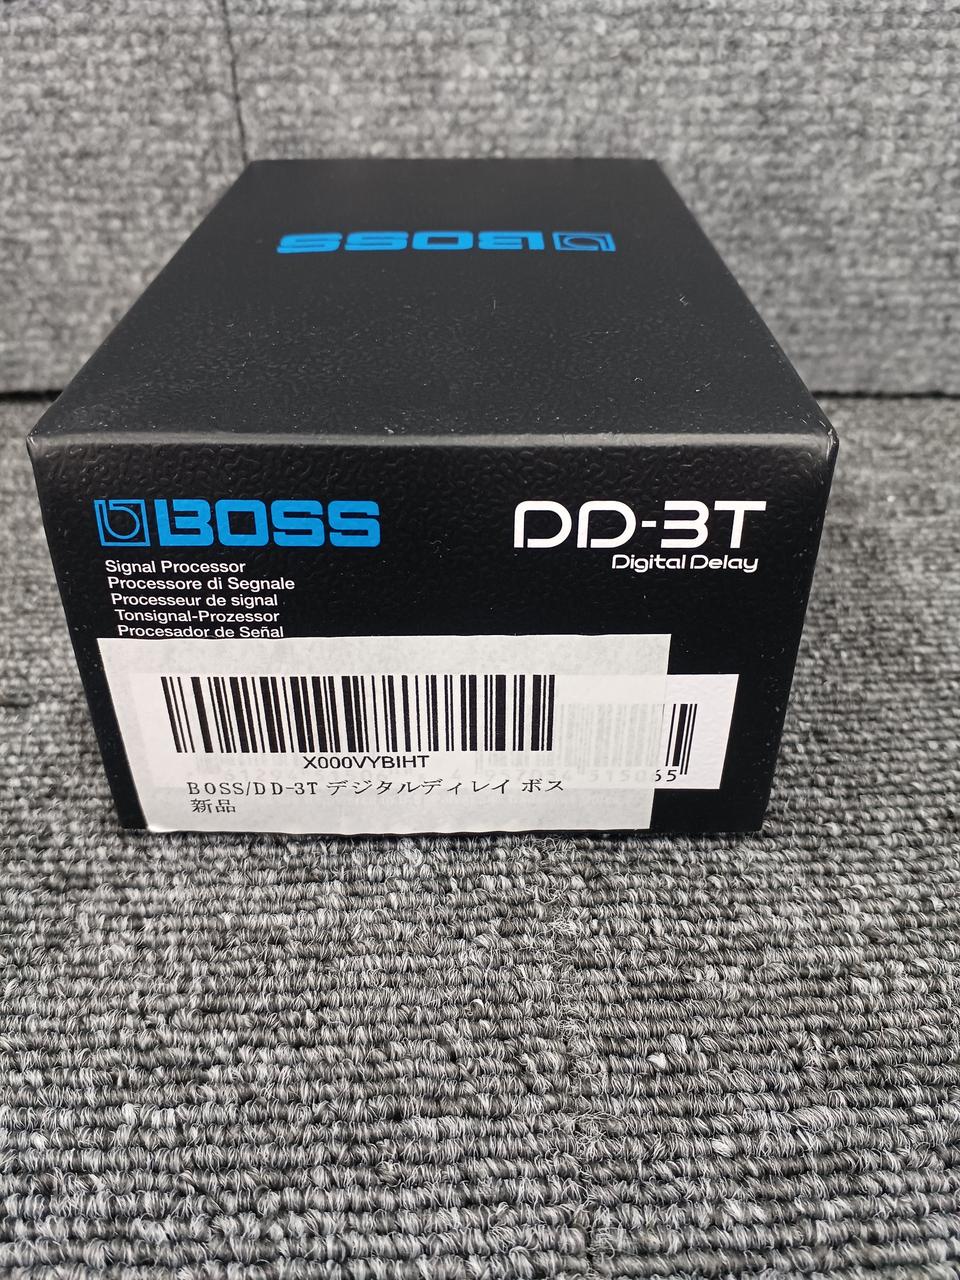 BOSS
BOSS
DD-3T
Digital Delay
Signal Processor
Processore di Segnale
Processeur de signal
Tonsignal-Prozessor
Procesador de Señal
X000VYBIHT
BOSS/DD-3T デジタルディレイ ボス
新品